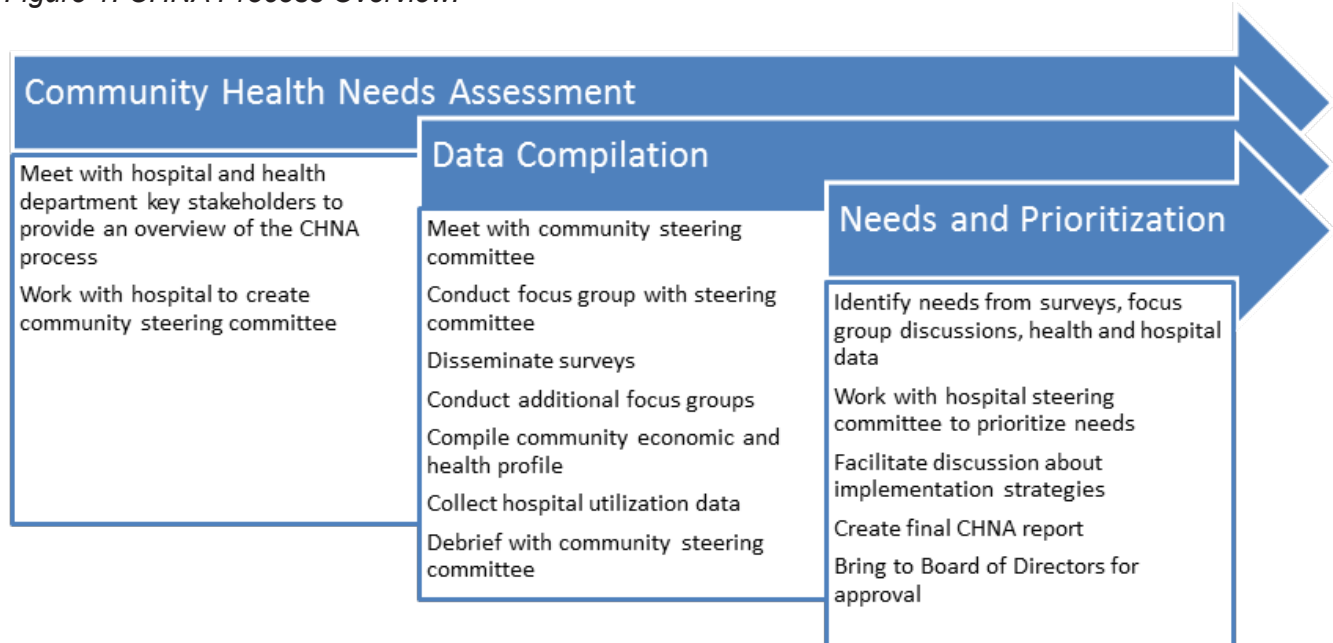 Figure 1: CHNA Process Overview.
Community Health Needs Assessment
Meet with hospital and health
department key stakeholders to
provide an overview of the CHNA
process
Work with hospital to create
community steering committee
Data Compilation
Meet with community steering
committee
Conduct focus group with steering
committee
Disseminate surveys
Conduct additional focus groups
Compile community economic and
health profile
Collect hospital utilization data
Debrief with community steering
committee
Needs and Prioritization
Identify needs from surveys, focus
group discussions, health and hospital
data
Work with hospital steering
committee to prioritize needs
Facilitate discussion about
implementation strategies
Create final CHNA report
Bring to Board of Directors for
approval